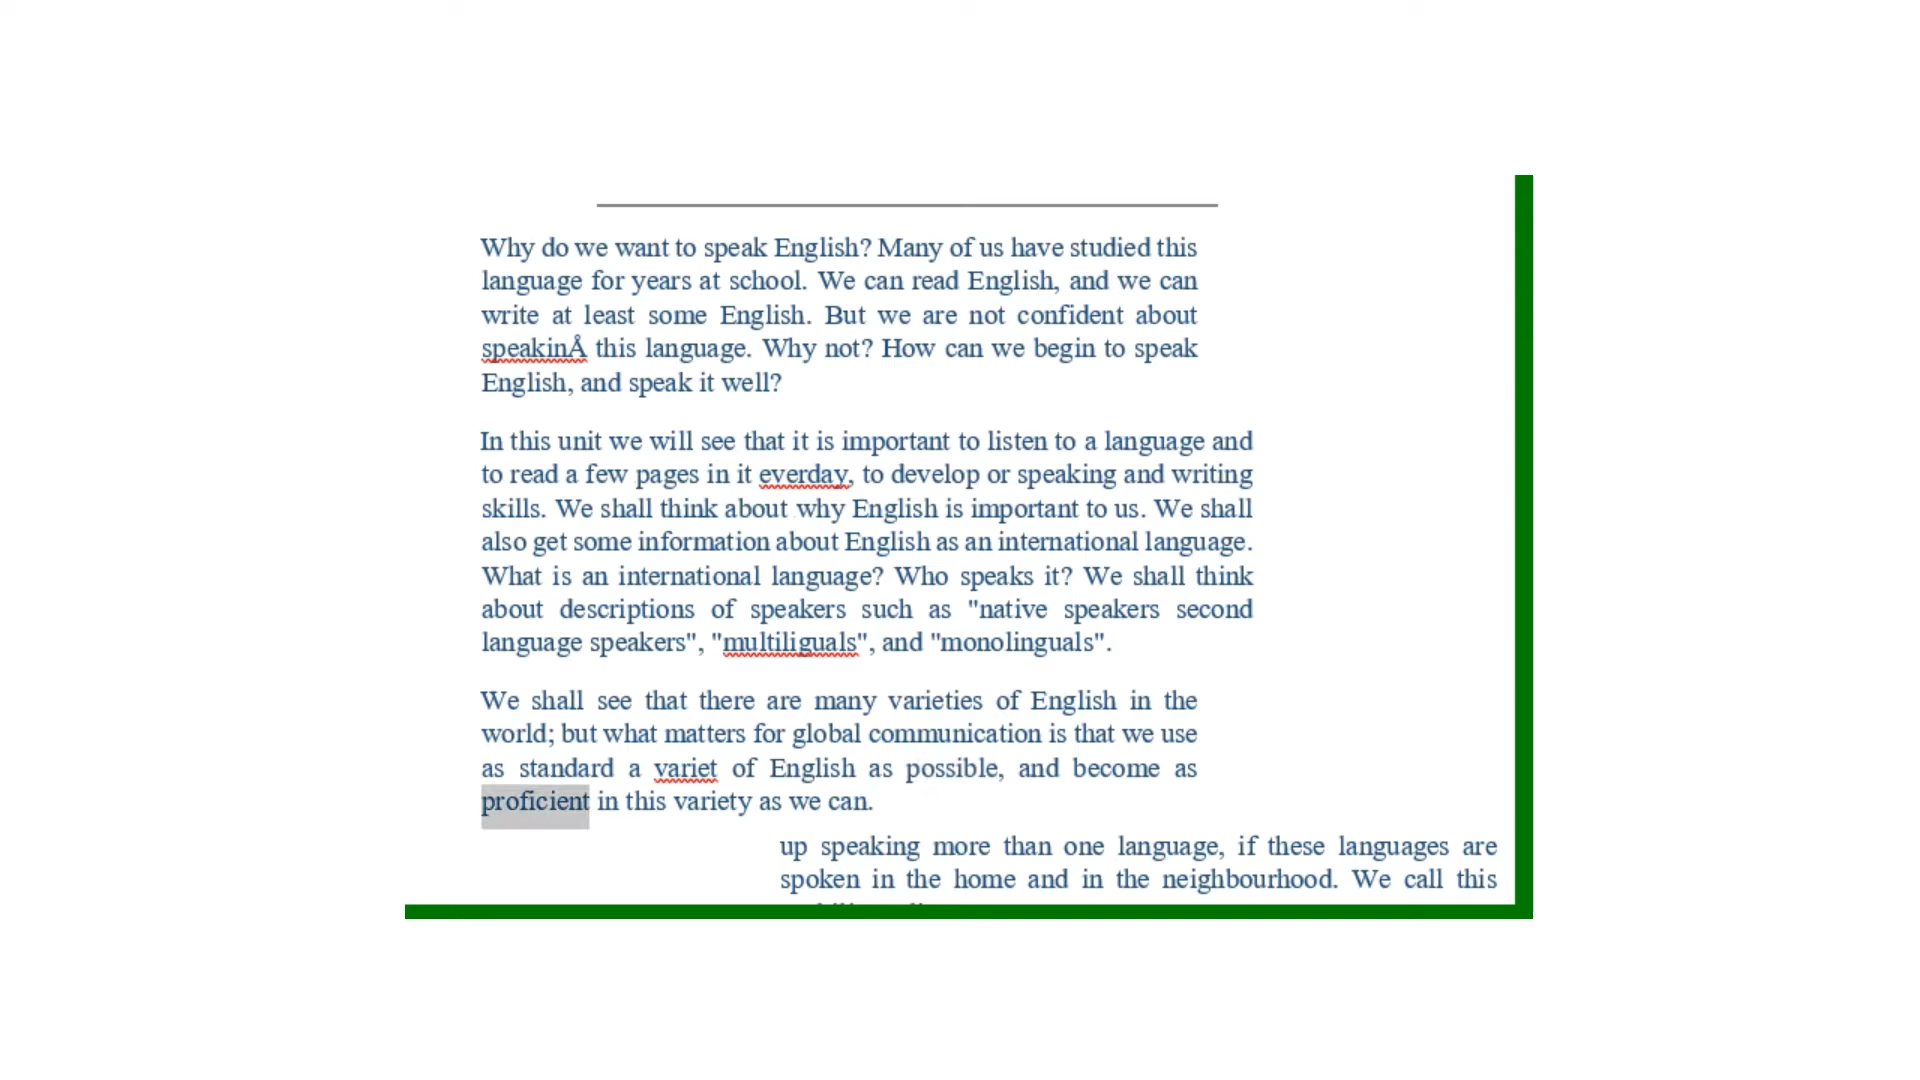 Why do we want to speak English? Many of us have studied this
language for years at school. We can read English, and we can
write at least some English. But we are not confident about
speakinÅ this language. Why not? How can we begin to speak
English, and speak it well?
In this unit we will see that it is important to listen to a language and
to read a few pages in it everday, to develop or speaking and writing
skills. We shall think about why English is important to us. We shall
also get some information about English as an international language.
What is an international language? Who speaks it? We shall think
about descriptions of speakers such as "native speakers second
language speakers", "multiliguals", and "monolinguals".
We shall see that there are many varieties of English in the
world; but what matters for global communication is that we use
as standard a variet of English as possible, and become as
proficient in this variety as we can.
up speaking more than one language, if these languages are
spoken in the home and in the neighbourhood. We call this